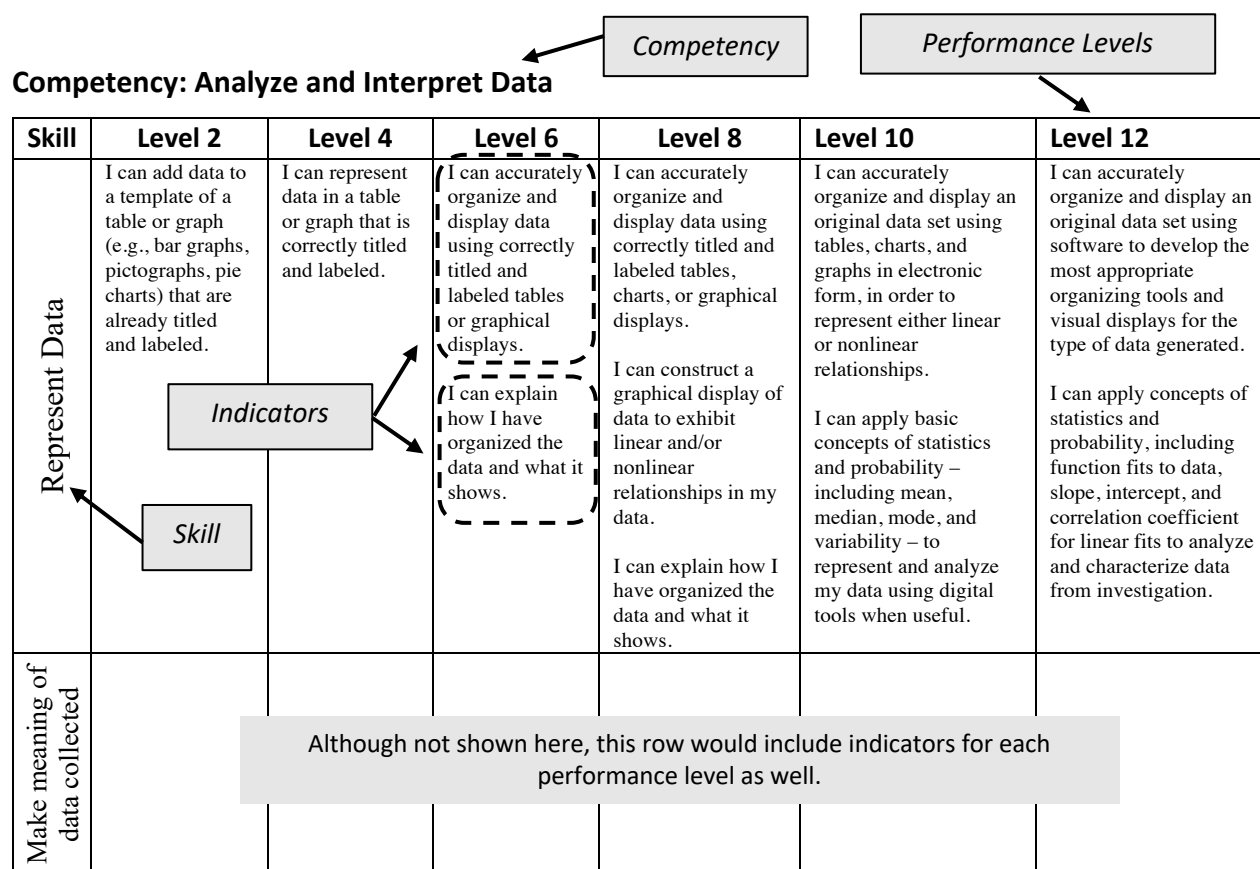 Competency
Performance Levels
Competency: Analyze and Interpret Data
Skill
Level 2
Level 4
Level 6
Level 8
Level 10
Level 12
Represent Data
I can add data to
a template of a
table or graph
(e.g., bar graphs,
pictographs, pie
charts) that are
already titled
and labeled.
I can represent
data in a table
or graph that is
correctly titled
and labeled.
I can accurately
organize and
display data
using correctly
titled and
labeled tables
or graphical
displays.
I can explain
how I have
organized the
data and what it
shows.
I can accurately
organize and
display data using
correctly titled and
labeled tables,
charts, or graphical
displays.
I can construct a
graphical display of
data to exhibit
linear and/or
nonlinear
relationships in my
data.
I can explain how I
have organized the
data and what it
shows.
I can accurately
organize and display an
original data set using
tables, charts, and
graphs in electronic
form, in order to
represent either linear
or nonlinear
relationships.
I can apply basic
concepts of statistics
and probability –
including mean,
median, mode, and
variability – to
represent and analyze
my data using digital
tools when useful.
I can accurately
organize and display an
original data set using
software to develop the
most appropriate
organizing tools and
visual displays for the
type of data generated.
I can apply concepts of
statistics and
probability, including
function fits to data,
slope, intercept, and
correlation coefficient
for linear fits to analyze
and characterize data
from investigation.
Indicators
Skill
Make meaning of
data collected
Although not shown here, this row would include indicators for each
performance level as well.